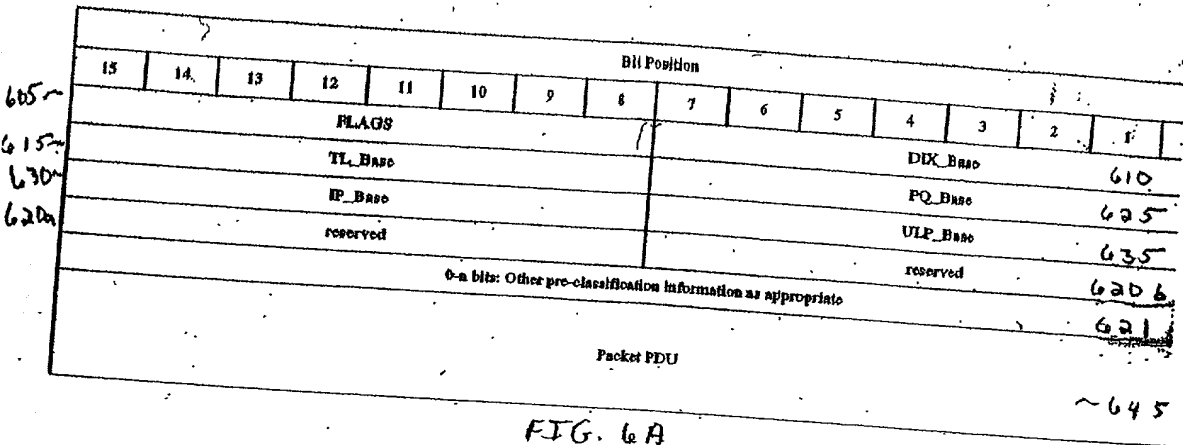 Bit Position
15 14 13 12 11 10 9 8 7 6 5 4 3 2 1
605 FLAGS DIX_Base 610
615 TL_Base PQ_Base 625
630 IP_Base ULP_Base 635
620a reserved reserved 620b
0-n bits: Other pre-classification information as appropriate 621
Packet PDU ~645
FIG. 6A